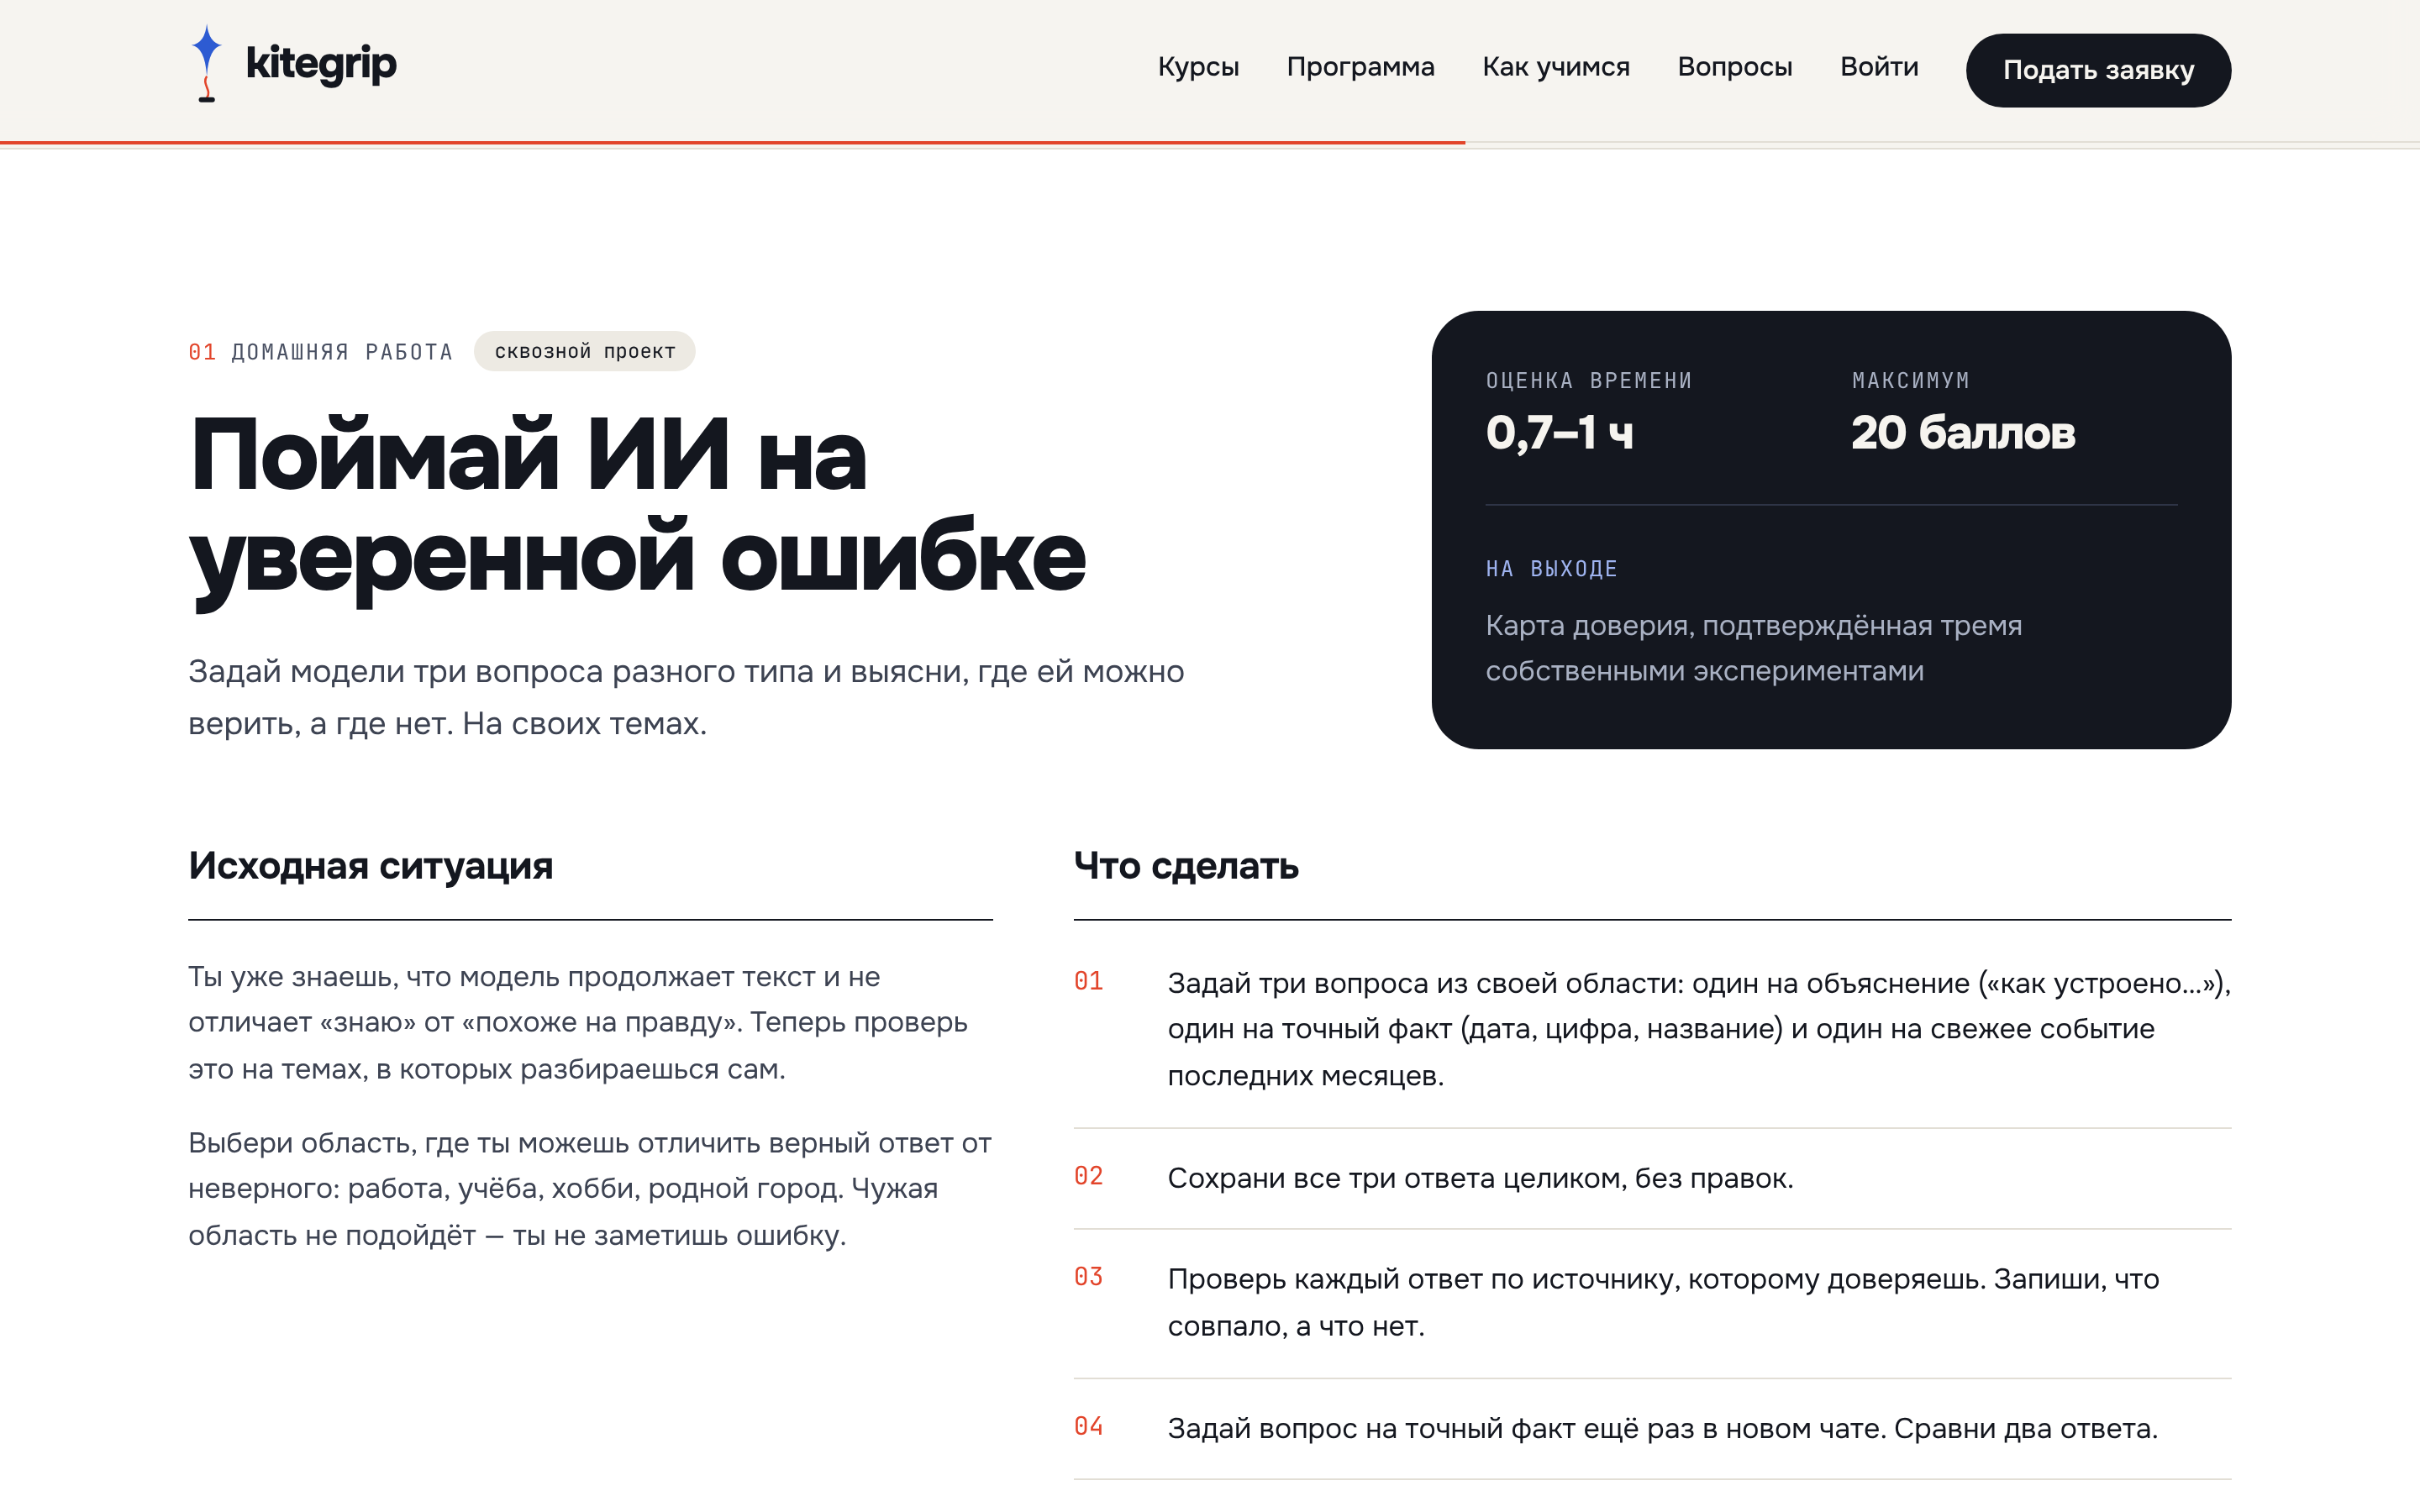 kitegrip
Курсы
Программа
Как учимся
Вопросы
Войти
Подать заявку
01 ДОМАШНЯЯ РАБОТА
сквозной проект
Поймай ИИ на
уверенной ошибке
Задай модели три вопроса разного типа и выясни, где ей можно
верить, а где нет. На своих темах.
ОЦЕНКА ВРЕМЕНИ
0,7–1 ч
МАКСИМУМ
20 баллов
НА ВЫХОДЕ
Карта доверия, подтверждённая тремя
собственными экспериментами
Исходная ситуация
Ты уже знаешь, что модель продолжает текст и не
отличает «знаю» от «похоже на правду». Теперь проверь
это на темах, в которых разбираешься сам.
Выбери область, где ты можешь отличить верный ответ от
неверного: работа, учёба, хобби, родной город. Чужая
область не подойдёт — ты не заметишь ошибку.
Что сделать
01 Задай три вопроса из своей области: один на объяснение («как устроено…»),
один на точный факт (дата, цифра, название) и один на свежее событие
последних месяцев.
02 Сохрани все три ответа целиком, без правок.
03 Проверь каждый ответ по источнику, которому доверяешь. Запиши, что
совпало, а что нет.
04 Задай вопрос на точный факт ещё раз в новом чате. Сравни два ответа.